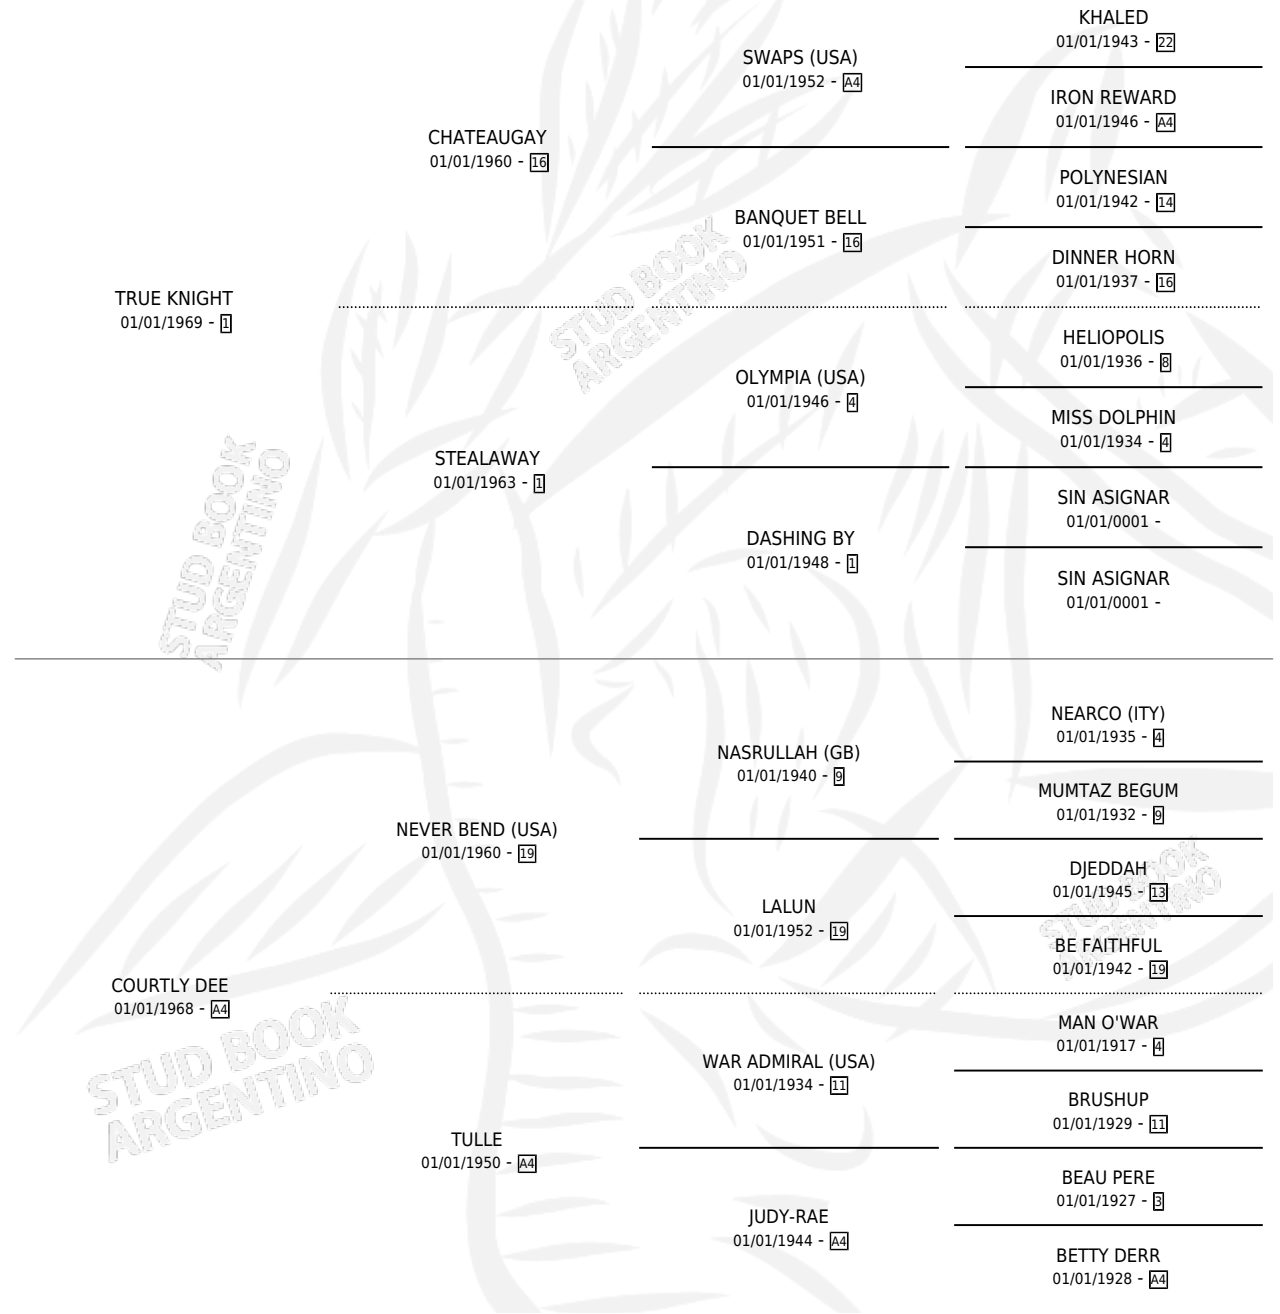 KHALED
01/01/1943 - 22
SWAPS (USA)
01/01/1952 - A4
IRON REWARD
01/01/1946 - A4
CHATEAUGAY
01/01/1960 - 16
POLYNESIAN
01/01/1942 - 14
BANQUET BELL
01/01/1951 - 16
DINNER HORN
01/01/1937 - 16
TRUE KNIGHT
01/01/1969 - 1
HELIOPOLIS
01/01/1936 - 8
OLYMPIA (USA)
01/01/1946 - 4
MISS DOLPHIN
01/01/1934 - 4
STEALAWAY
01/01/1963 - 1
SIN ASIGNAR
01/01/0001 -
DASHING BY
01/01/1948 - 1
SIN ASIGNAR
01/01/0001 -
NEARCO (ITY)
01/01/1935 - 4
NASRULLAH (GB)
01/01/1940 - 9
MUMTAZ BEGUM
01/01/1932 - 9
NEVER BEND (USA)
01/01/1960 - 19
DJEDDAH
01/01/1945 - 13
LALUN
01/01/1952 - 19
BE FAITHFUL
01/01/1942 - 19
COURTLY DEE
01/01/1968 - A4
MAN O'WAR
01/01/1917 - 4
WAR ADMIRAL (USA)
01/01/1934 - 11
BRUSHUP
01/01/1929 - 11
TULLE
01/01/1950 - A4
BEAU PERE
01/01/1927 - 3
JUDY-RAE
01/01/1944 - A4
BETTY DERR
01/01/1928 - A4
STUD BOOK
ARGENTINO
STUD BOOK
ARGENTINO
STUD BOOK
ARGENTINO
STUD BOOK
ARGENTINO